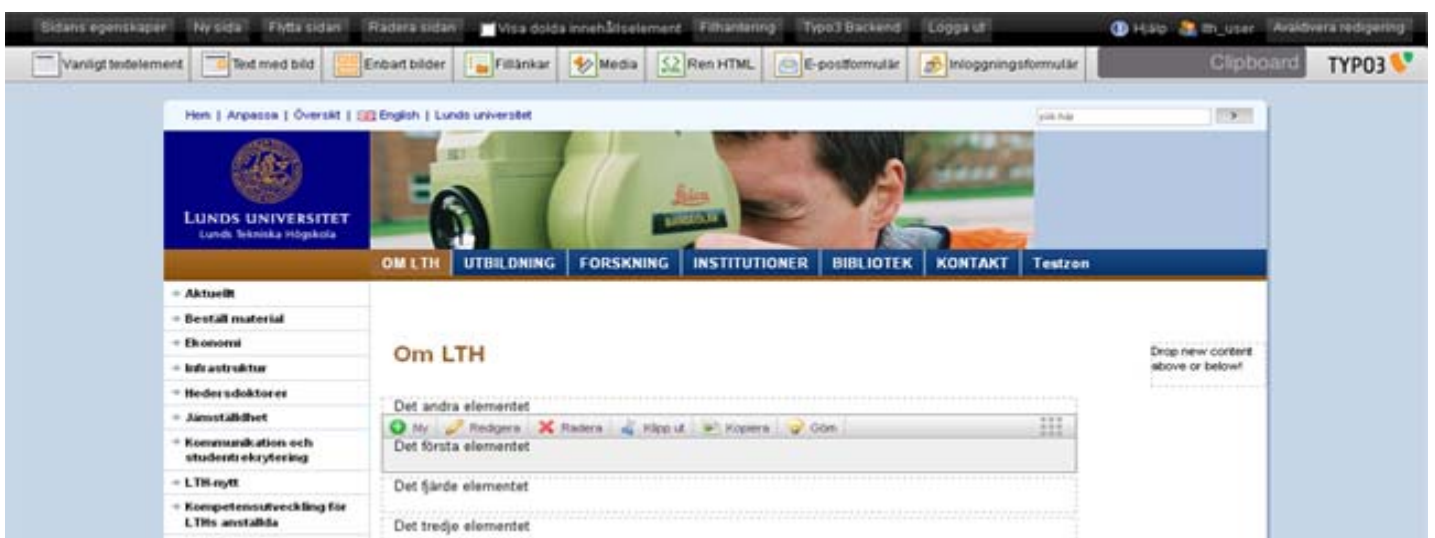 Sidans egenskaper Ny sida Flytta sidan Radera sidan Visa dolda innehållselement Filhantering Typo3 Backend Logga ut Hjälp lth_user Avaktivera redigering
Vanligt textelement Text med bild Enbart bilder Fillänkar Media Ren HTML E-postformulär Inloggningsformulär Clipboard TYPO3
Hem | Anpassa | Översikt | English | Lunds universitet sök här >
Leica
LUNDS UNIVERSITET
Lunds Tekniska Högskola
OM LTH UTBILDNING FORSKNING INSTITUTIONER BIBLIOTEK KONTAKT Testzon
Aktuellt
Beställ material
Ekonomi
Infrastruktur
Hedersdoktorer
Jämställdhet
Kommunikation och
studentrekrytering
LTH-nytt
Kompetensutveckling för
LTHs anställda
Om LTH
Det andra elementet
Ny Redigera Radera Klipp ut Kopiera Göm
Det första elementet
Det fjärde elementet
Det tredje elementet
Drop new content
above or below!